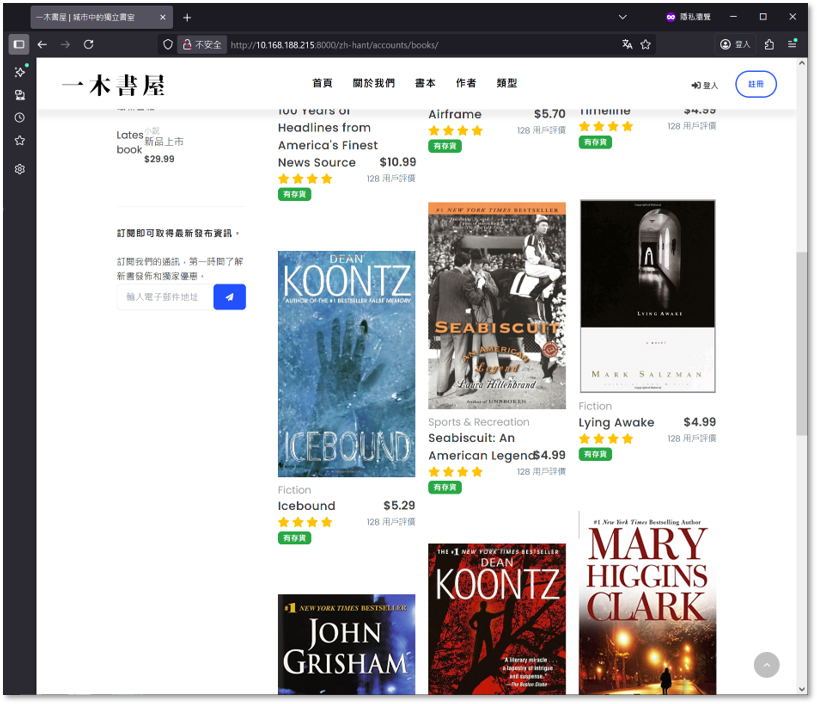 一木書屋 | 城市中的獨立書室
隱私瀏覽
不安全
http://10.168.188.215:8000/zh-hant/accounts/books/
登入
一木書屋
首頁 關於我們 書本 作者 類型
登入
註冊
Latest book
小說
新品上市
$29.99
訂閱即可取得最新發布資訊。
訂閱我們的通訊，第一時間了解
新書發佈和獨家優惠。
輸入電子郵件地址
100 Years of
Headlines from
America's Finest
News Source $10.99
128 用戶評價
有存貨
DEAN
KOONTZ
AUTHOR OF THE #1 BESTSELLER FALSE MEMORY
ICEBOUND
Fiction
Icebound $5.29
128 用戶評價
有存貨
#1 NEW YORK TIMES BESTSELLER
JOHN
GRISHAM
Airframe $5.70
128 用戶評價
有存貨
#1 NEW YORK TIMES BESTSELLER
SEABISCUIT
AN AMERICAN
Legend
Laura Hillenbrand
Author of UNBROKEN
Sports & Recreation
Seabiscuit: An
American Legend $4.99
128 用戶評價
有存貨
THE #1 NEW YORK TIMES BESTSELLER
DEAN
KOONTZ
"A literary miracle . . .
a tapestry of intrigue
and suspense."
—The Boston Globe
Timeline $4.99
128 用戶評價
有存貨
LYING AWAKE
A NOVEL
MARK SALZMAN
Fiction
Lying Awake $4.99
128 用戶評價
有存貨
#1 New York Times Bestselling Author
MARY
HIGGINS
CLARK